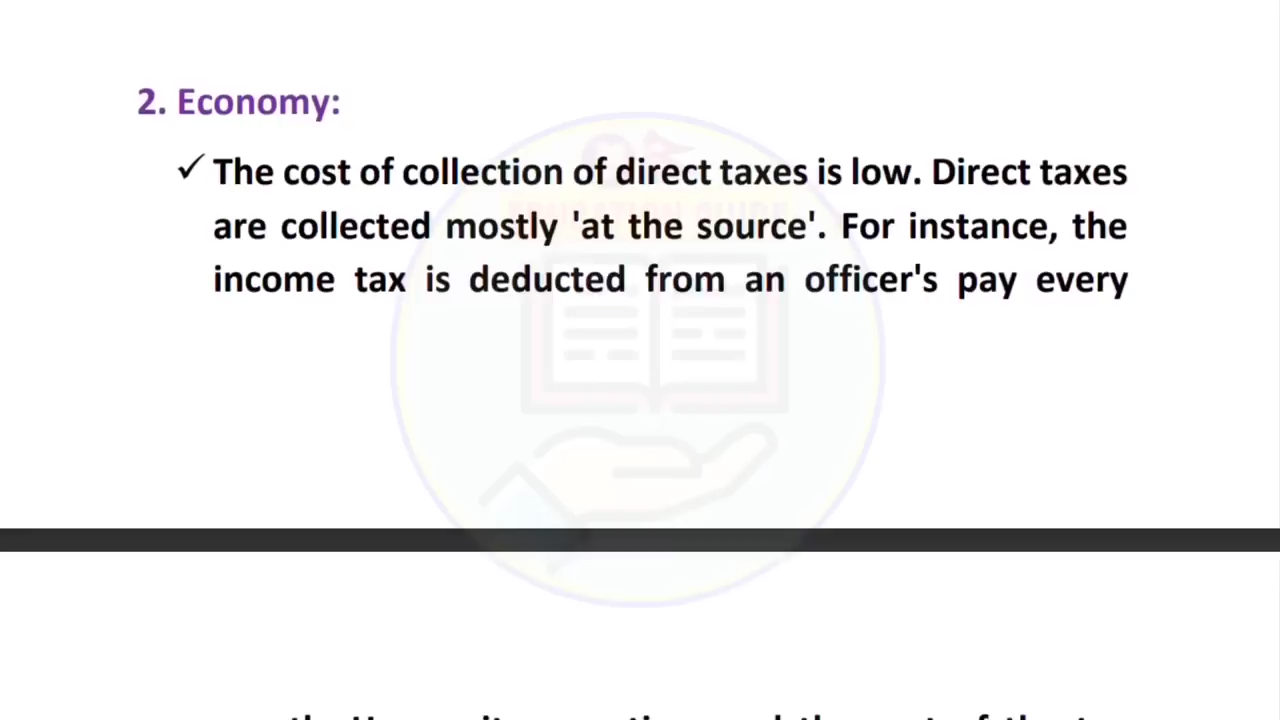 2. Economy:
✓ The cost of collection of direct taxes is low. Direct taxes
are collected mostly 'at the source'. For instance, the
income tax is deducted from an officer's pay every